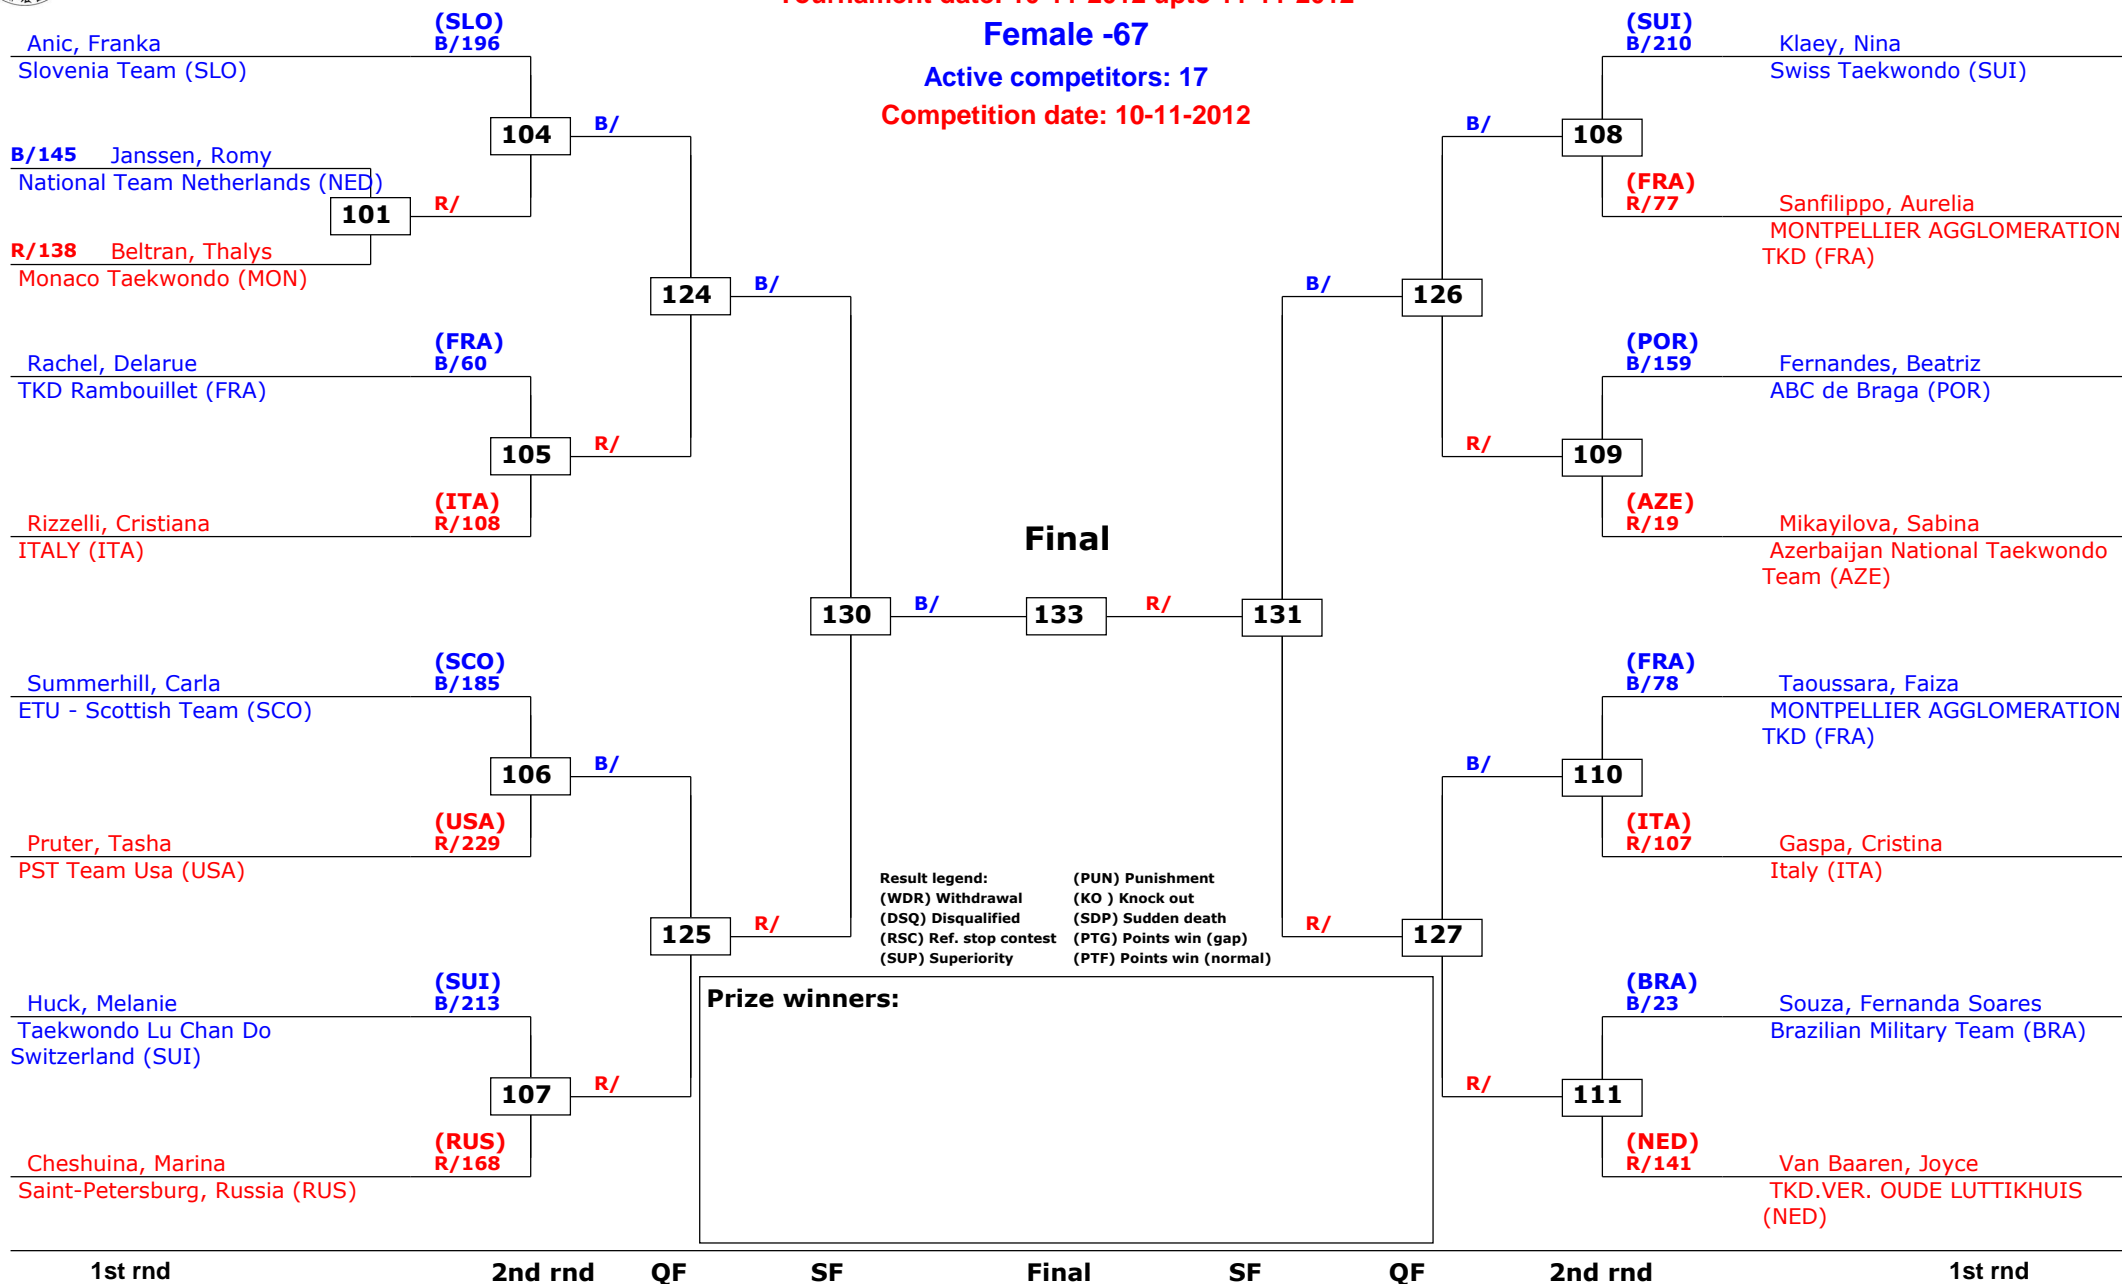 Tournament date: 10-11-2012 upto 11-11-2012
Female -67
Active competitors: 17
Competition date: 10-11-2012
(SLO)
Anic, Franka B/196
Slovenia Team (SLO)
104
B/
B/145 Janssen, Romy
National Team Netherlands (NED)
101
R/
R/138 Beltran, Thalys
Monaco Taekwondo (MON)
124
B/
(FRA)
Rachel, Delarue B/60
TKD Rambouillet (FRA)
105
R/
(ITA)
Rizzelli, Cristiana R/108
ITALY (ITA)
130
B/
(SCO)
Summerhill, Carla B/185
ETU - Scottish Team (SCO)
106
B/
(USA)
Pruter, Tasha R/229
PST Team Usa (USA)
125
R/
(SUI)
Huck, Melanie B/213
Taekwondo Lu Chan Do
Switzerland (SUI)
107
R/
(RUS)
Cheshuina, Marina R/168
Saint-Petersburg, Russia (RUS)
Final
133
R/
131
(SUI)
B/210 Klaey, Nina
Swiss Taekwondo (SUI)
B/
108
(FRA)
R/77 Sanfilippo, Aurelia
MONTPELLIER AGGLOMERATION
TKD (FRA)
B/
126
(POR)
B/159 Fernandes, Beatriz
ABC de Braga (POR)
R/
109
(AZE)
R/19 Mikayilova, Sabina
Azerbaijan National Taekwondo
Team (AZE)
(FRA)
B/78 Taoussara, Faiza
MONTPELLIER AGGLOMERATION
TKD (FRA)
B/
110
(ITA)
R/107 Gaspa, Cristina
Italy (ITA)
R/
127
(BRA)
B/23 Souza, Fernanda Soares
Brazilian Military Team (BRA)
R/
111
(NED)
R/141 Van Baaren, Joyce
TKD.VER. OUDE LUTTIKHUIS
(NED)
Result legend: (PUN) Punishment
(WDR) Withdrawal (KO ) Knock out
(DSQ) Disqualified (SDP) Sudden death
(RSC) Ref. stop contest (PTG) Points win (gap)
(SUP) Superiority (PTF) Points win (normal)
Prize winners:
1st rnd 2nd rnd QF SF Final SF QF 2nd rnd 1st rnd